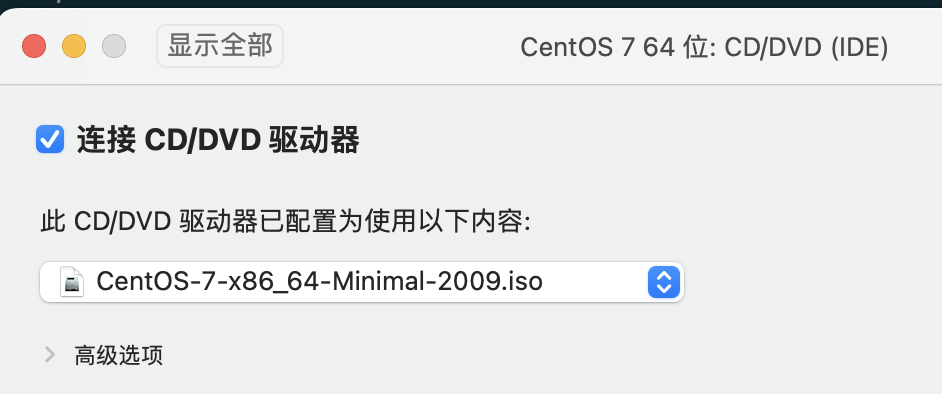 显示全部
CentOS 7 64 位: CD/DVD (IDE)
连接 CD/DVD 驱动器
此 CD/DVD 驱动器已配置为使用以下内容:
CentOS-7-x86_64-Minimal-2009.iso
高级选项